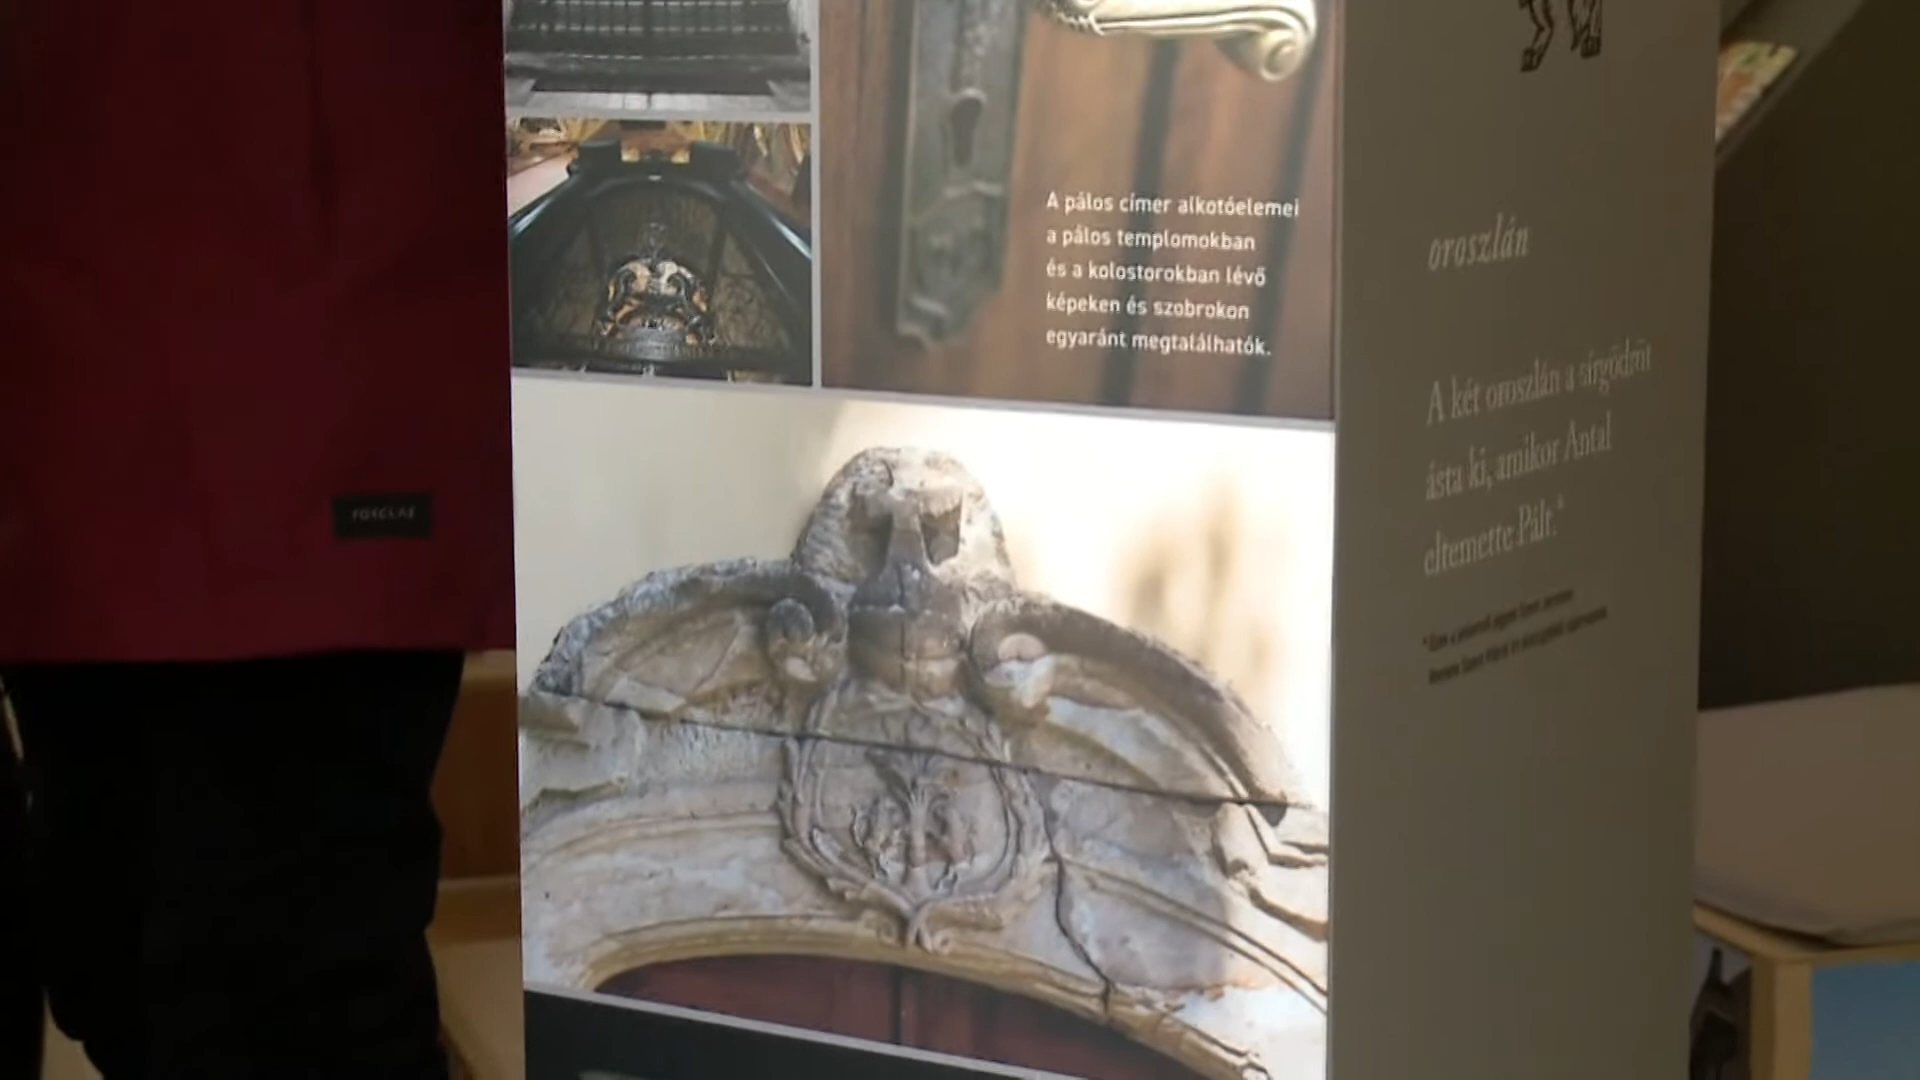 A pálos címer alkotóelemei
a pálos templomokban
és a kolostorokban lévő
képeken és szobrokon
egyaránt megtalálhatók.
oroszlán
A két oroszlán a sírgödröt
ásta ki, amikor Antal
eltemette Pált.*